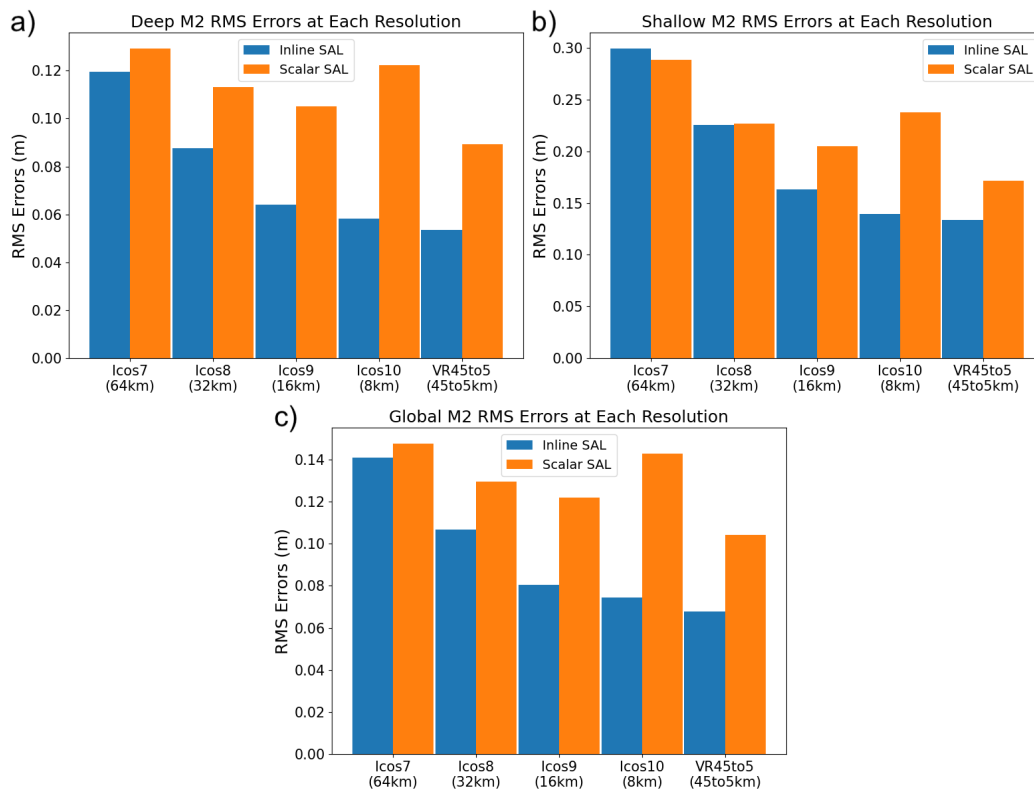 a)
Deep M2 RMS Errors at Each Resolution
Inline SAL
Scalar SAL
RMS Errors (m)
0.12
0.10
0.08
0.06
0.04
0.02
0.00
Icos7
(64km)
Icos8
(32km)
Icos9
(16km)
Icos10
(8km)
VR45to5
(45to5km)
b)
Shallow M2 RMS Errors at Each Resolution
Inline SAL
Scalar SAL
RMS Errors (m)
0.30
0.25
0.20
0.15
0.10
0.05
0.00
Icos7
(64km)
Icos8
(32km)
Icos9
(16km)
Icos10
(8km)
VR45to5
(45to5km)
c)
Global M2 RMS Errors at Each Resolution
Inline SAL
Scalar SAL
RMS Errors (m)
0.14
0.12
0.10
0.08
0.06
0.04
0.02
0.00
Icos7
(64km)
Icos8
(32km)
Icos9
(16km)
Icos10
(8km)
VR45to5
(45to5km)